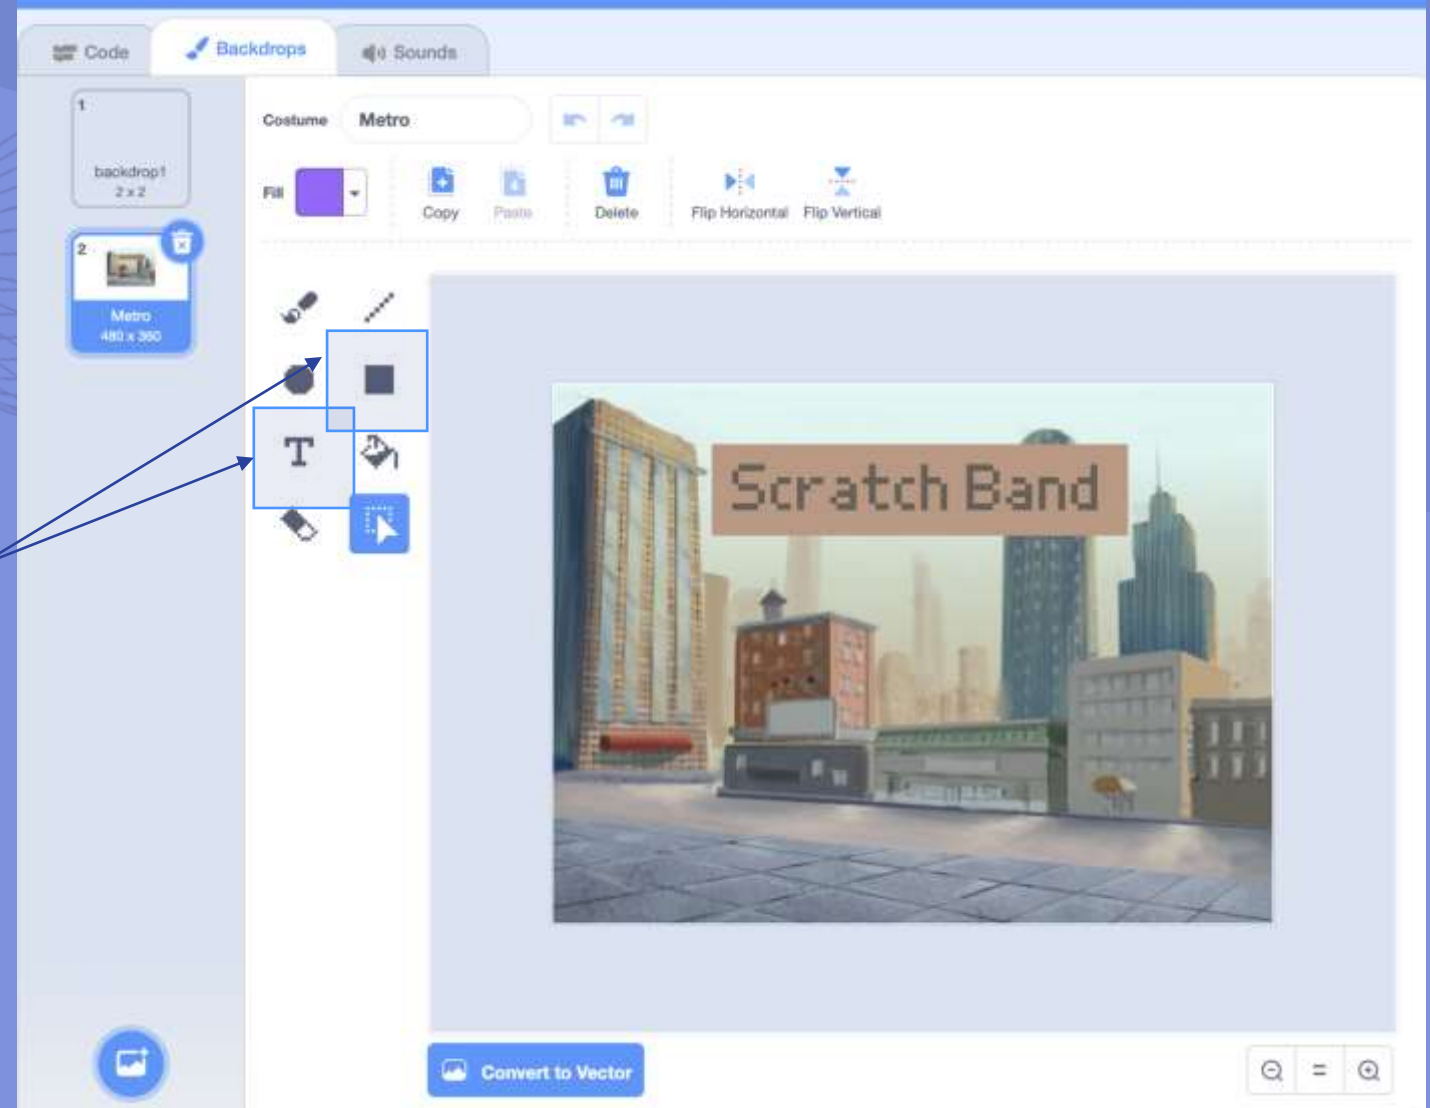 Code
Backdrops
Sounds
1
backdrop1
2 x 2
2
Metro
480 x 360
Costume
Metro
Fill
Copy
Paste
Delete
Flip Horizontal
Flip Vertical
T
Scratch Band
Convert to Vector
=